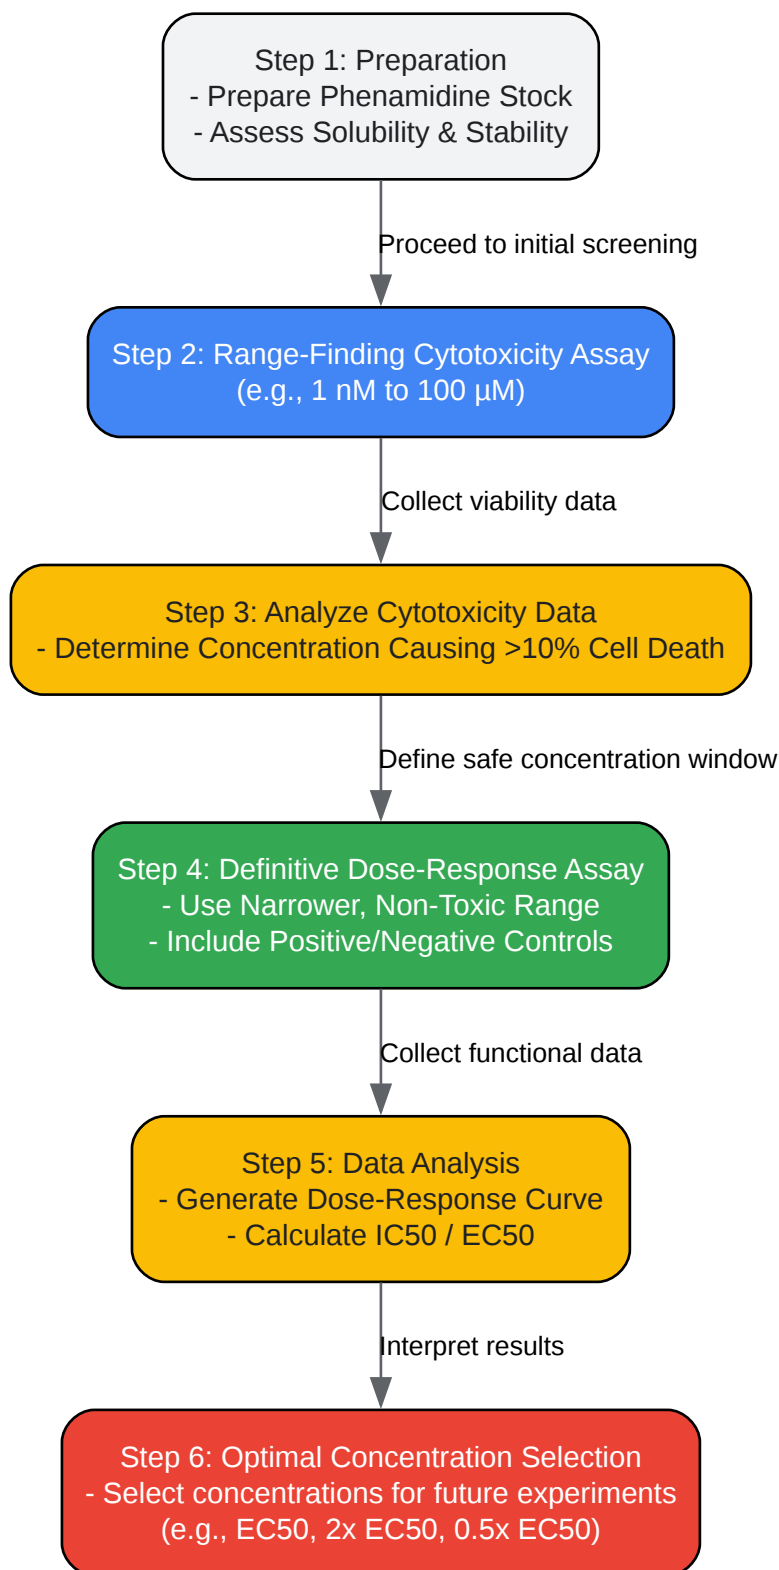 Step 1: Preparation
- Prepare Phenamidine Stock
- Assess Solubility & Stability
Proceed to initial screening
Step 2: Range-Finding Cytotoxicity Assay
(e.g., 1 nM to 100 µM)
Collect viability data
Step 3: Analyze Cytotoxicity Data
- Determine Concentration Causing >10% Cell Death
Define safe concentration window
Step 4: Definitive Dose-Response Assay
- Use Narrower, Non-Toxic Range
- Include Positive/Negative Controls
Collect functional data
Step 5: Data Analysis
- Generate Dose-Response Curve
- Calculate IC50 / EC50
Interpret results
Step 6: Optimal Concentration Selection
- Select concentrations for future experiments
(e.g., EC50, 2x EC50, 0.5x EC50)